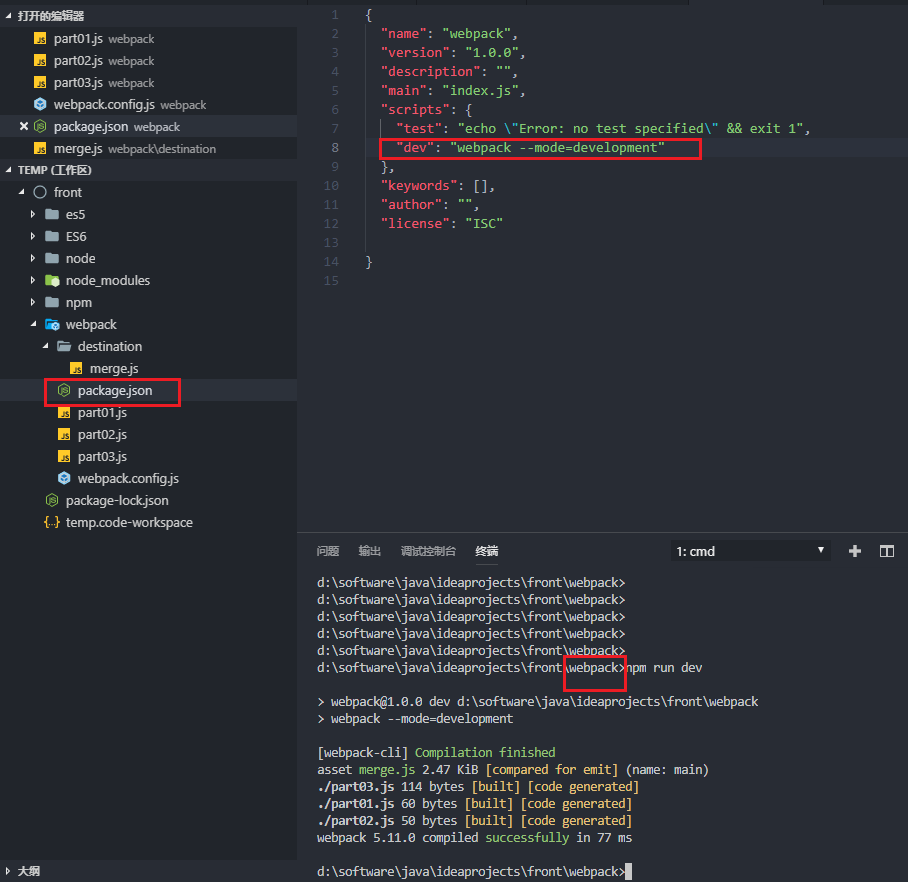 打开的编辑器
part01.js webpack
part02.js webpack
part03.js webpack
webpack.config.js webpack
package.json webpack
merge.js webpack\destination
TEMP (工作区)
front
es5
ES6
node
node_modules
npm
webpack
destination
merge.js
package.json
part01.js
part02.js
part03.js
webpack.config.js
package-lock.json
temp.code-workspace
大纲
1 {
2 "name": "webpack",
3 "version": "1.0.0",
4 "description": "",
5 "main": "index.js",
6 "scripts": {
7 "test": "echo \"Error: no test specified\" && exit 1",
8 "dev": "webpack --mode=development"
9 },
10 "keywords": [],
11 "author": "",
12 "license": "ISC"
13
14 }
15
问题 输出 调试控制台 终端 1: cmd
d:\software\java\ideaprojects\front\webpack>
d:\software\java\ideaprojects\front\webpack>
d:\software\java\ideaprojects\front\webpack>
d:\software\java\ideaprojects\front\webpack>
d:\software\java\ideaprojects\front\webpack>
d:\software\java\ideaprojects\front\webpack>npm run dev
> webpack@1.0.0 dev d:\software\java\ideaprojects\front\webpack
> webpack --mode=development
[webpack-cli] Compilation finished
asset merge.js 2.47 KiB [compared for emit] (name: main)
./part03.js 114 bytes [built] [code generated]
./part01.js 60 bytes [built] [code generated]
./part02.js 50 bytes [built] [code generated]
webpack 5.11.0 compiled successfully in 77 ms
d:\software\java\ideaprojects\front\webpack>